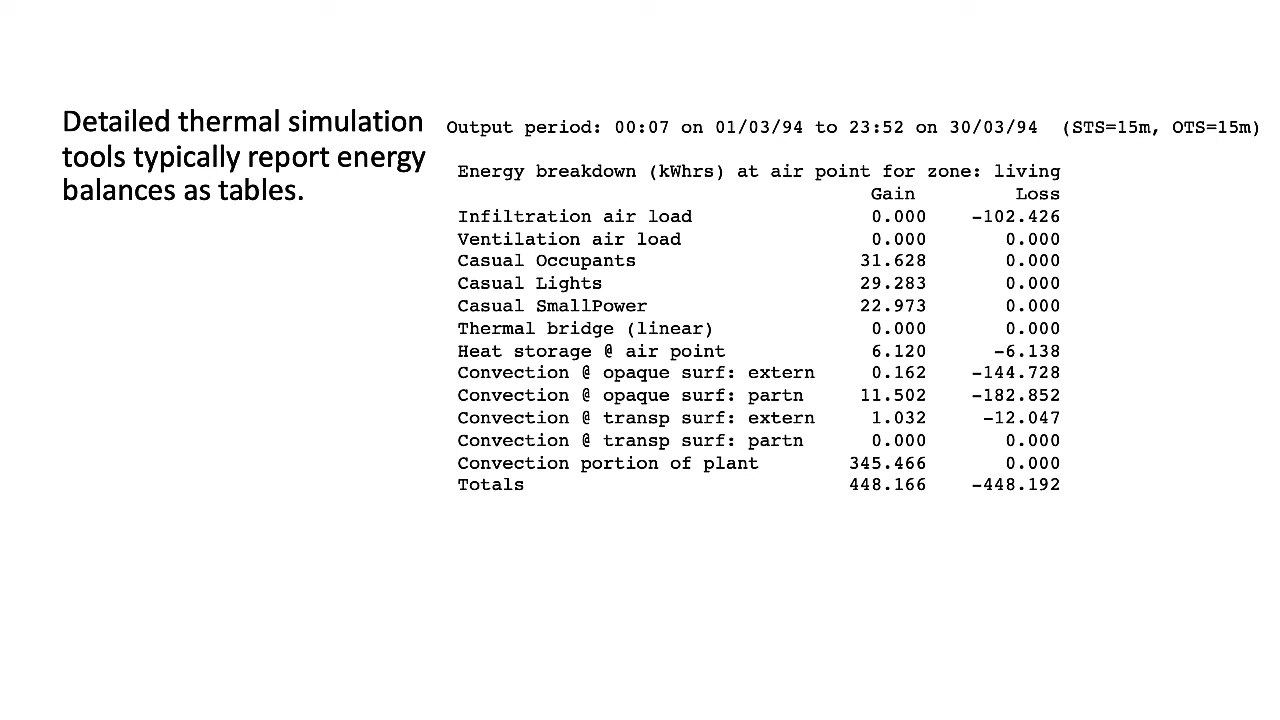 Detailed thermal simulation
tools typically report energy
balances as tables.
Output period: 00:07 on 01/03/94 to 23:52 on 30/03/94  (STS=15m, OTS=15m)
Energy breakdown (kWhrs) at air point for zone: living
Gain Loss
Infiltration air load 0.000 -102.426
Ventilation air load 0.000 0.000
Casual Occupants 31.628 0.000
Casual Lights 29.283 0.000
Casual SmallPower 22.973 0.000
Thermal bridge (linear) 0.000 0.000
Heat storage @ air point 6.120 -6.138
Convection @ opaque surf: extern 0.162 -144.728
Convection @ opaque surf: partn 11.502 -182.852
Convection @ transp surf: extern 1.032 -12.047
Convection @ transp surf: partn 0.000 0.000
Convection portion of plant 345.466 0.000
Totals 448.166 -448.192